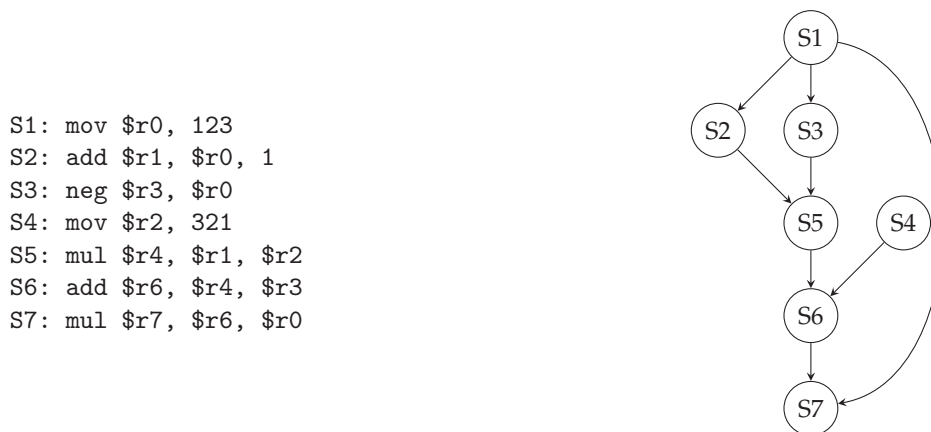 S1: mov $r0, 123
S2: add $r1, $r0, 1
S3: neg $r3, $r0
S4: mov $r2, 321
S5: mul $r4, $r1, $r2
S6: add $r6, $r4, $r3
S7: mul $r7, $r6, $r0
S1
S2 S3
S5 S4
S6
S7